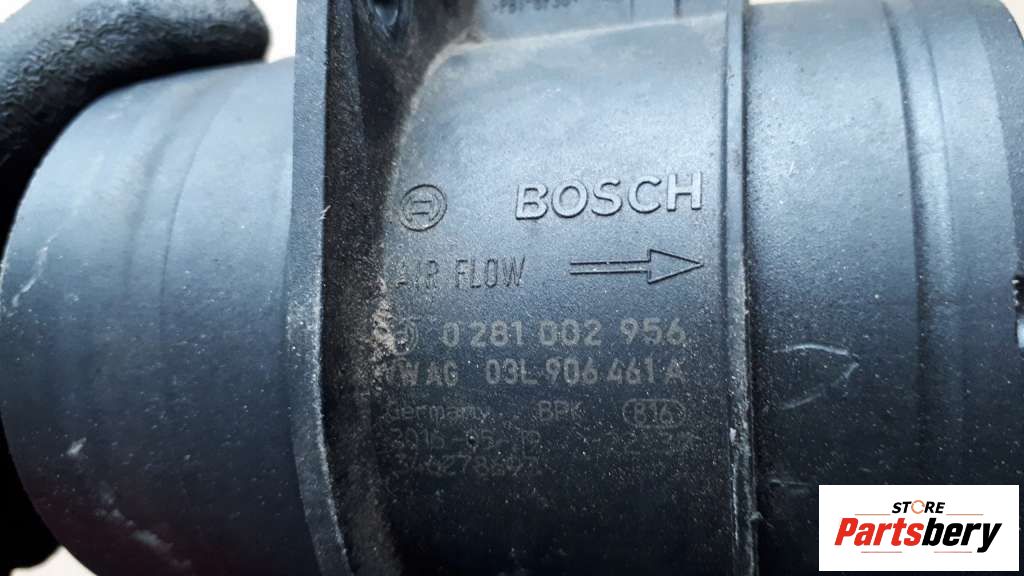 BOSCH
AIR FLOW
0 281 002 956
VWAG 03L 906 461 A
Germany BPK 816
STORE
Partsbery